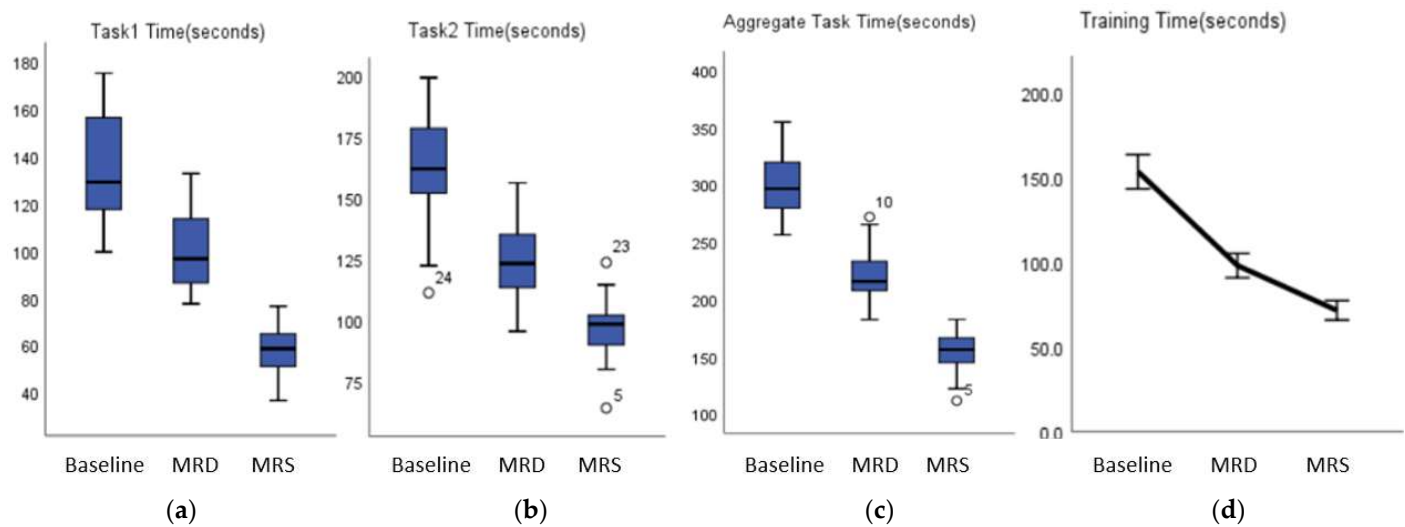 Task1 Time(seconds)
180
160
140
120
100
80
60
40
Baseline MRD MRS
(a)
Task2 Time(seconds)
200
175
150
125
100
75
24
23
5
Baseline MRD MRS
(b)
Aggregate Task Time(seconds)
400
350
300
250
200
150
100
10
5
Baseline MRD MRS
(c)
Training Time(seconds)
200.0
150.0
100.0
50.0
0.0
Baseline MRD MRS
(d)